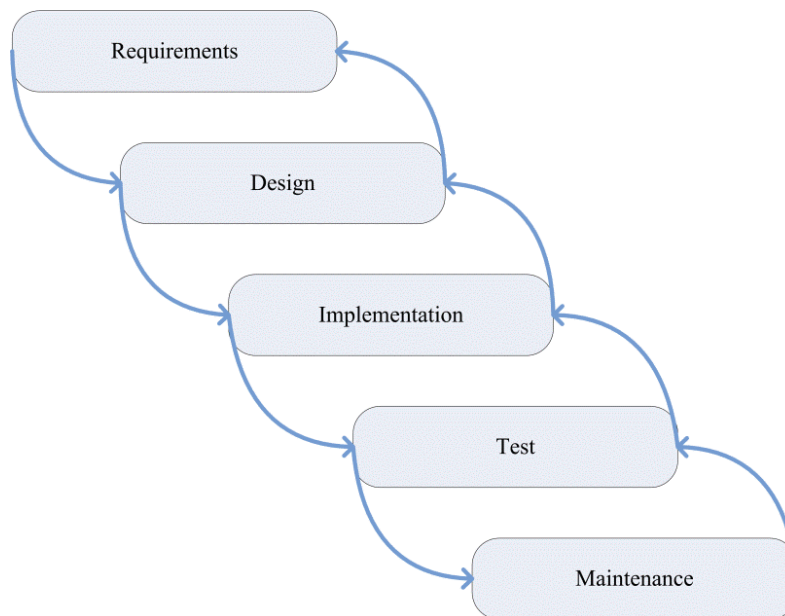 Requirements
Design
Implementation
Test
Maintenance